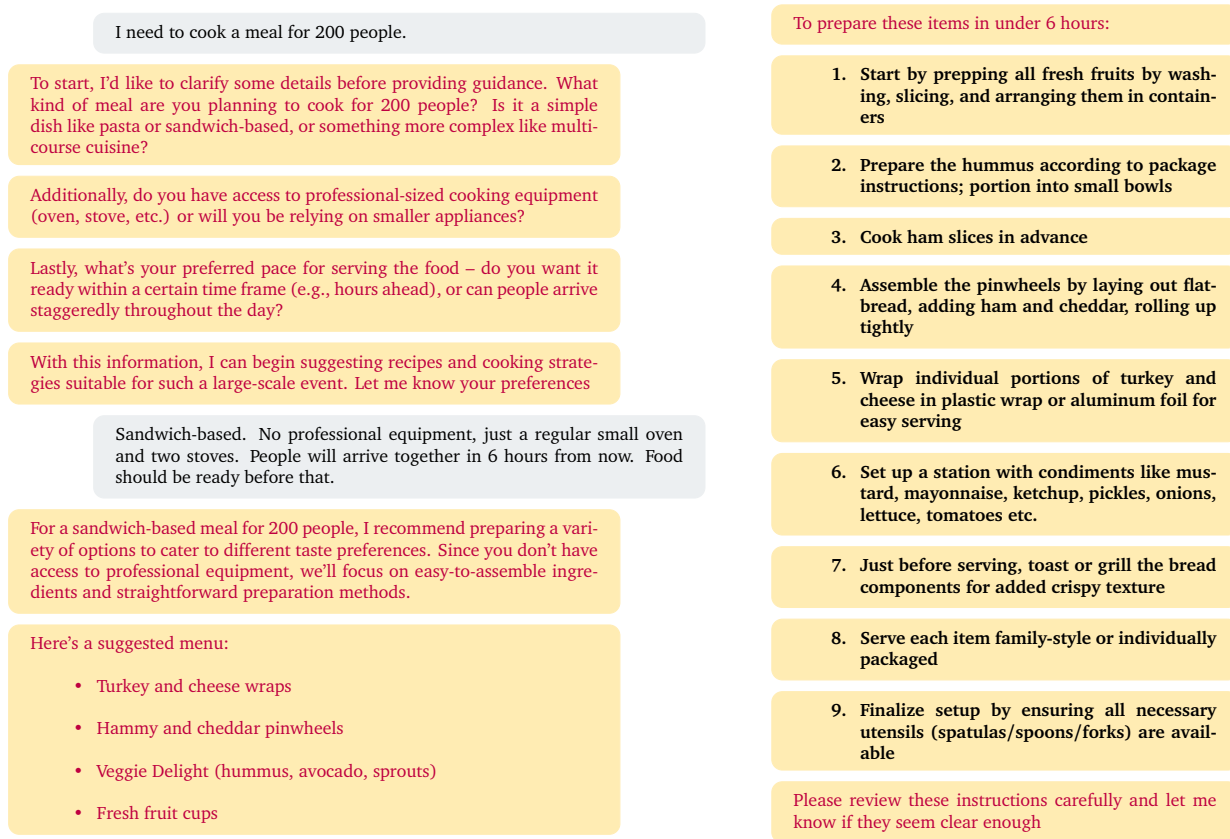 I need to cook a meal for 200 people.
To start, I'd like to clarify some details before providing guidance. What
kind of meal are you planning to cook for 200 people? Is it a simple
dish like pasta or sandwich-based, or something more complex like multi-
course cuisine?
Additionally, do you have access to professional-sized cooking equipment
(oven, stove, etc.) or will you be relying on smaller appliances?
Lastly, what's your preferred pace for serving the food – do you want it
ready within a certain time frame (e.g., hours ahead), or can people arrive
staggeredly throughout the day?
With this information, I can begin suggesting recipes and cooking strate-
gies suitable for such a large-scale event. Let me know your preferences
Sandwich-based. No professional equipment, just a regular small oven
and two stoves. People will arrive together in 6 hours from now. Food
should be ready before that.
For a sandwich-based meal for 200 people, I recommend preparing a vari-
ety of options to cater to different taste preferences. Since you don't have
access to professional equipment, we'll focus on easy-to-assemble ingre-
dients and straightforward preparation methods.
Here's a suggested menu:
• Turkey and cheese wraps
• Hammy and cheddar pinwheels
• Veggie Delight (hummus, avocado, sprouts)
• Fresh fruit cups
To prepare these items in under 6 hours:
1. Start by prepping all fresh fruits by wash-
ing, slicing, and arranging them in contain-
ers
2. Prepare the hummus according to package
instructions; portion into small bowls
3. Cook ham slices in advance
4. Assemble the pinwheels by laying out flat-
bread, adding ham and cheddar, rolling up
tightly
5. Wrap individual portions of turkey and
cheese in plastic wrap or aluminum foil for
easy serving
6. Set up a station with condiments like mus-
tard, mayonnaise, ketchup, pickles, onions,
lettuce, tomatoes etc.
7. Just before serving, toast or grill the bread
components for added crispy texture
8. Serve each item family-style or individually
packaged
9. Finalize setup by ensuring all necessary
utensils (spatulas/spoons/forks) are avail-
able
Please review these instructions carefully and let me
know if they seem clear enough